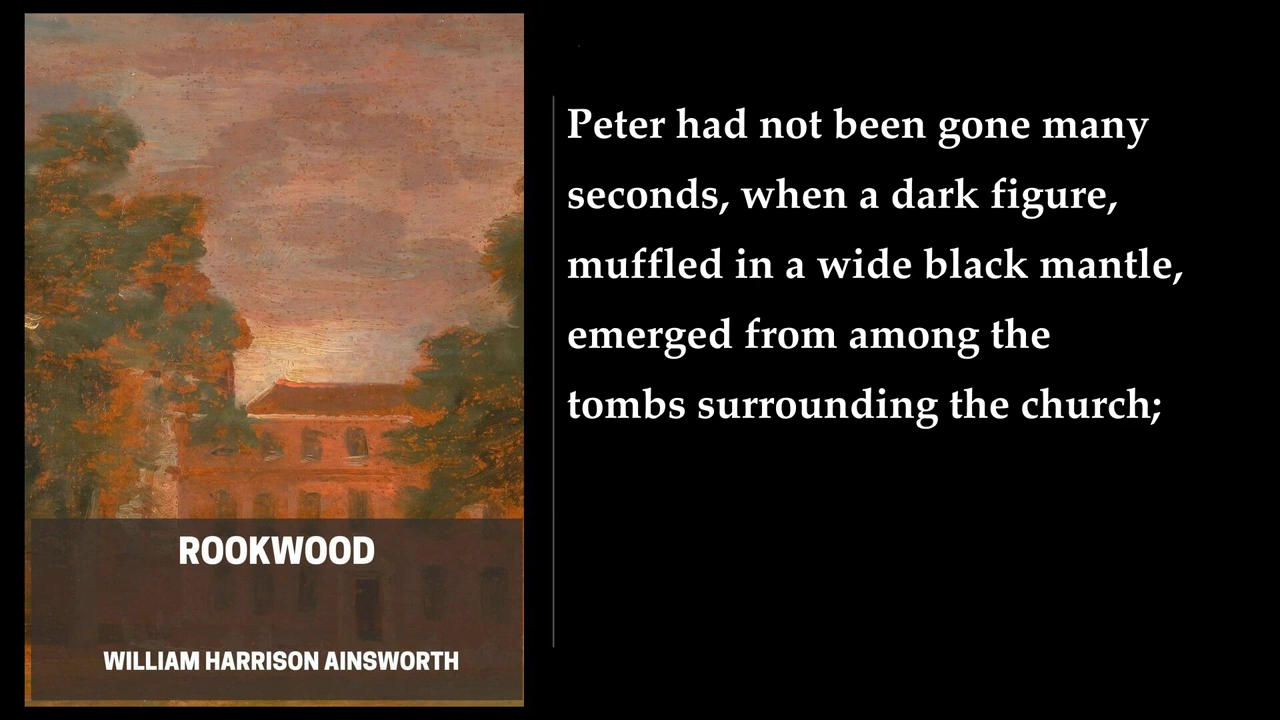 ROOKWOOD
WILLIAM HARRISON AINSWORTH
Peter had not been gone many
seconds, when a dark figure,
muffled in a wide black mantle,
emerged from among the
tombs surrounding the church;